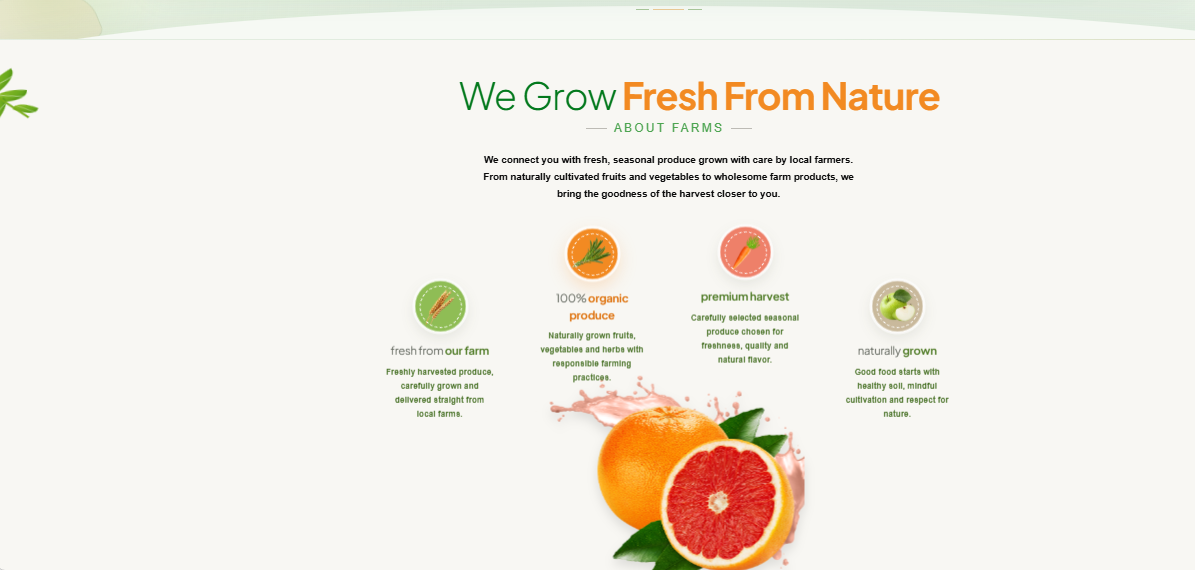 We Grow Fresh From Nature
ABOUT FARMS
We connect you with fresh, seasonal produce grown with care by local farmers.
From naturally cultivated fruits and vegetables to wholesome farm products, we
bring the goodness of the harvest closer to you.
fresh from our farm
Freshly harvested produce,
carefully grown and
delivered straight from
local farms.
100% organic
produce
Naturally grown fruits,
vegetables and herbs with
responsible farming
practices.
premium harvest
Carefully selected seasonal
produce chosen for
freshness, quality and
natural flavor.
naturally grown
Good food starts with
healthy soil, mindful
cultivation and respect for
nature.